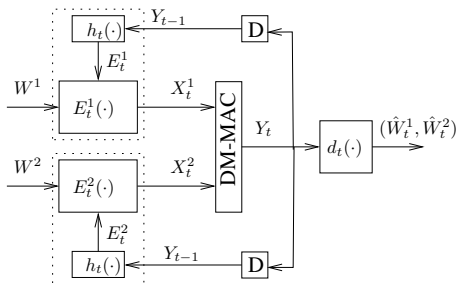 h_t(·)
Y_{t−1}
D
E_t^1
W^1
E_t^1(·)
X_t^1
DM-MAC
Y_t
d_t(·)
(Ŵ_t^1, Ŵ_t^2)
W^2
E_t^2(·)
X_t^2
E_t^2
h_t(·)
Y_{t−1}
D